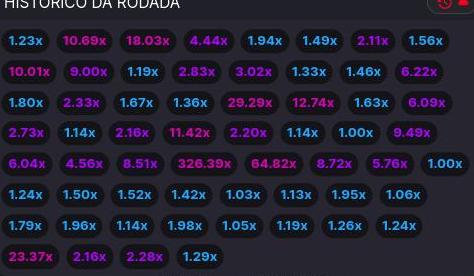 HISTÓRICO DA RODADA
1.23x 10.69x 18.03x 4.44x 1.94x 1.49x 2.11x 1.56x
10.01x 9.00x 1.19x 2.83x 3.02x 1.33x 1.46x 6.22x
1.80x 2.33x 1.67x 1.36x 29.29x 12.74x 1.63x 6.09x
2.73x 1.14x 2.16x 11.42x 2.20x 1.14x 1.00x 9.49x
6.04x 4.56x 8.51x 326.39x 64.82x 8.72x 5.76x 1.00x
1.24x 1.50x 1.52x 1.42x 1.03x 1.13x 1.95x 1.06x
1.79x 1.96x 1.14x 1.98x 1.05x 1.19x 1.26x 1.24x
23.37x 2.16x 2.28x 1.29x